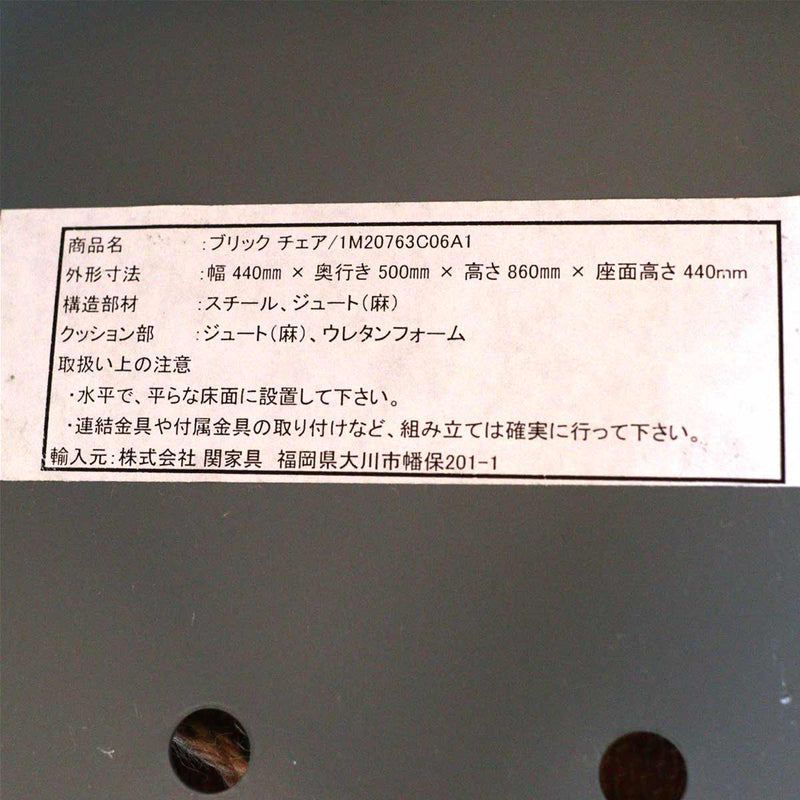 商品名　　:ブリック チェア/1M20763C06A1
外形寸法　　:幅 440㎜ × 奥行き 500㎜ × 高さ 860㎜ × 座面高さ 440㎜
構造部材　　:スチール、ジュート(麻)
クッション部　　:ジュート(麻)、ウレタンフォーム
取扱い上の注意
・水平で、平らな床面に設置して下さい。
・連結金具や付属金具の取り付けなど、組み立ては確実に行って下さい。
輸入元:株式会社 関家具　福岡県大川市幡保201-1